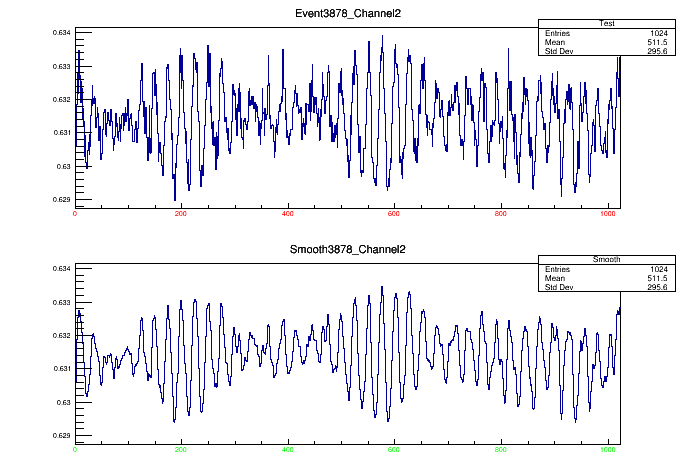 Event3878_Channel2
Test
Entries 1024
Mean 511.5
Std Dev 295.6
0.634
0.633
0.632
0.631
0.63
0.629
0 200 400 600 800 1000
Smooth3878_Channel2
Smooth
Entries 1024
Mean 511.5
Std Dev 295.6
0.634
0.633
0.632
0.631
0.63
0.629
0 200 400 600 800 1000